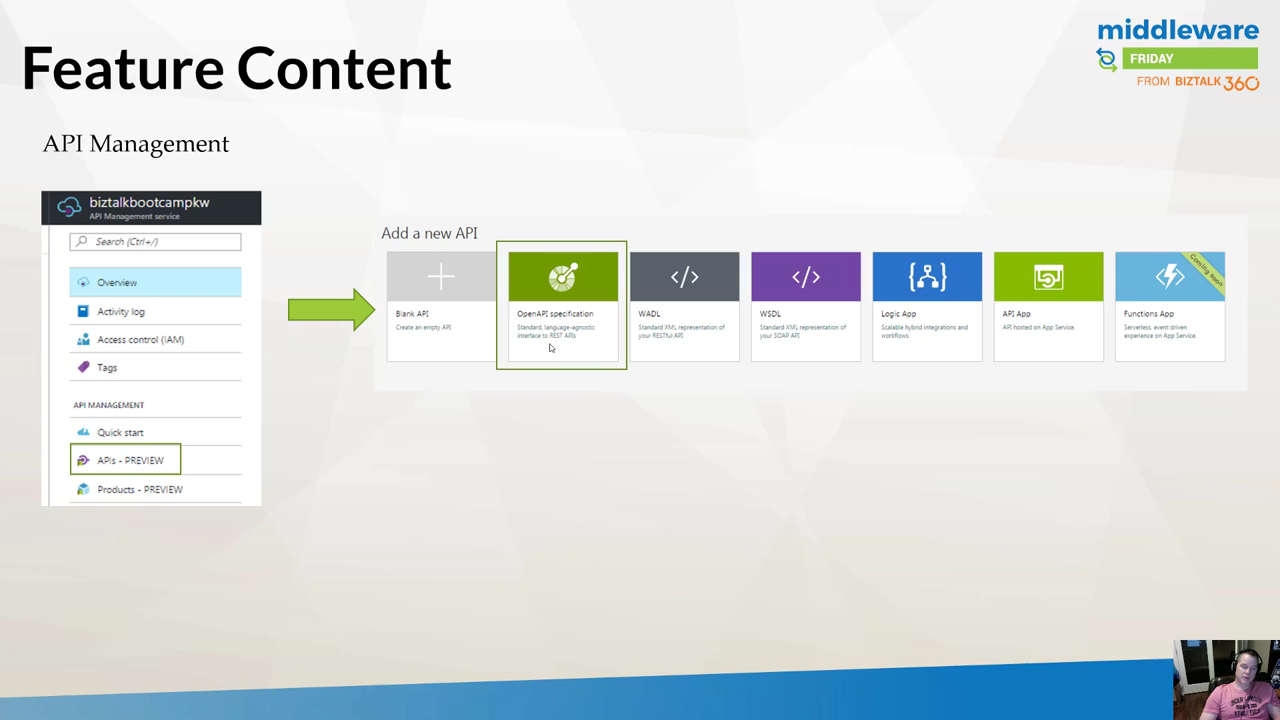 Feature Content
middleware
FRIDAY
FROM BIZTALK 360
API Management
biztalkbootcampkw
API Management service
Search (Ctrl+/)
Overview
Activity log
Access control (IAM)
Tags
API MANAGEMENT
Quick start
APIs - PREVIEW
Products - PREVIEW
Add a new API
Blank API
Create an empty API
OpenAPI specification
Standard, language-agnostic
interface to REST APIs
WADL
Standard XML representation of
your RESTful API
WSDL
Standard XML representation of
your SOAP API
Logic App
Scalable hybrid integrations and
workflows.
API App
API hosted on App Service.
Coming soon
Functions App
Serverless, event driven
experience on App Service.